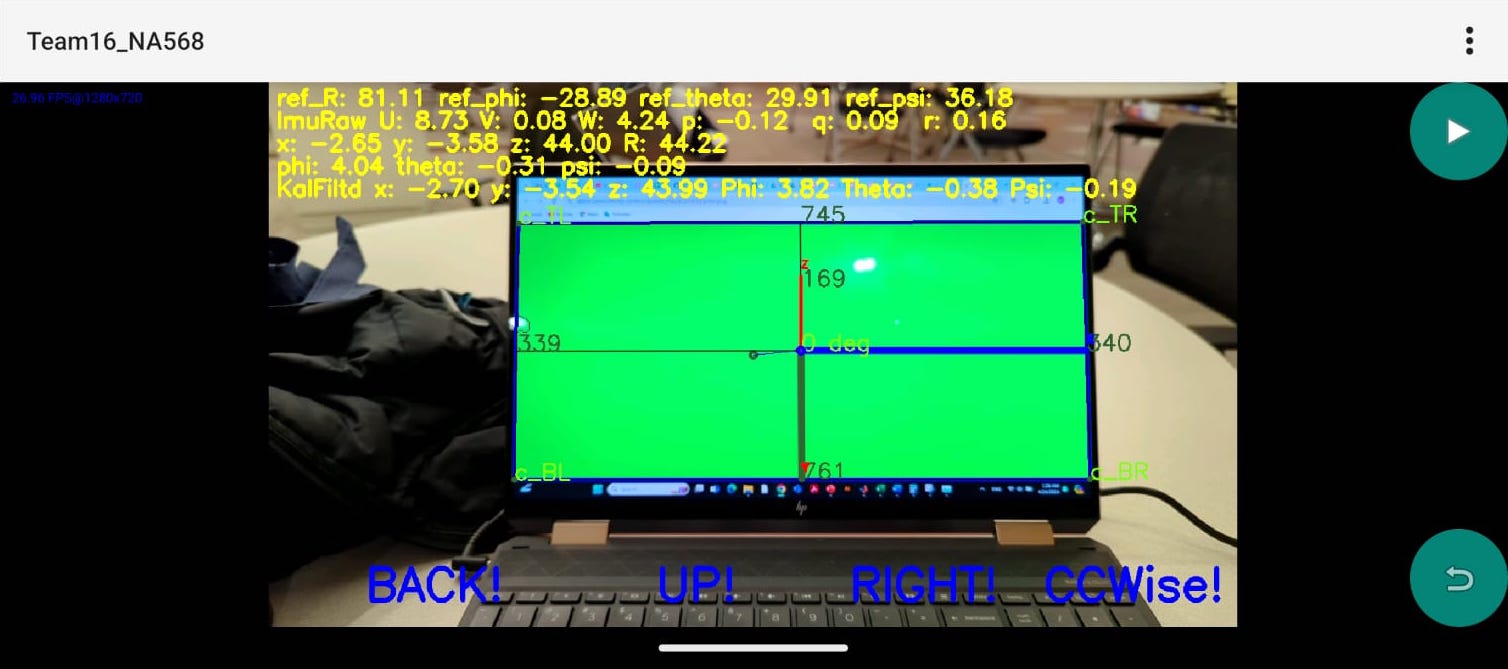 Team16_NA568
26.96 FPS@1280x720
ref_R: 81.11 ref_phi: -28.89 ref_theta: 29.91 ref_psi: 36.18
ImuRaw U: 8.73 V: 0.08 W: 4.24 p: -0.12 q: 0.09 r: 0.16
x: -2.65 y: -3.58 z: 44.00 R: 44.22
phi: 4.04 theta: -0.31 psi: -0.09
KalFiltd x: -2.70 y: -3.54 z: 43.99 Phi: 3.82 Theta: -0.38 Psi: -0.19
c_TL 745 c_TR
z
169
339 0 deg 340
c_BL 761 c_BR
hp
BACK! UP! RIGHT! CCWise!